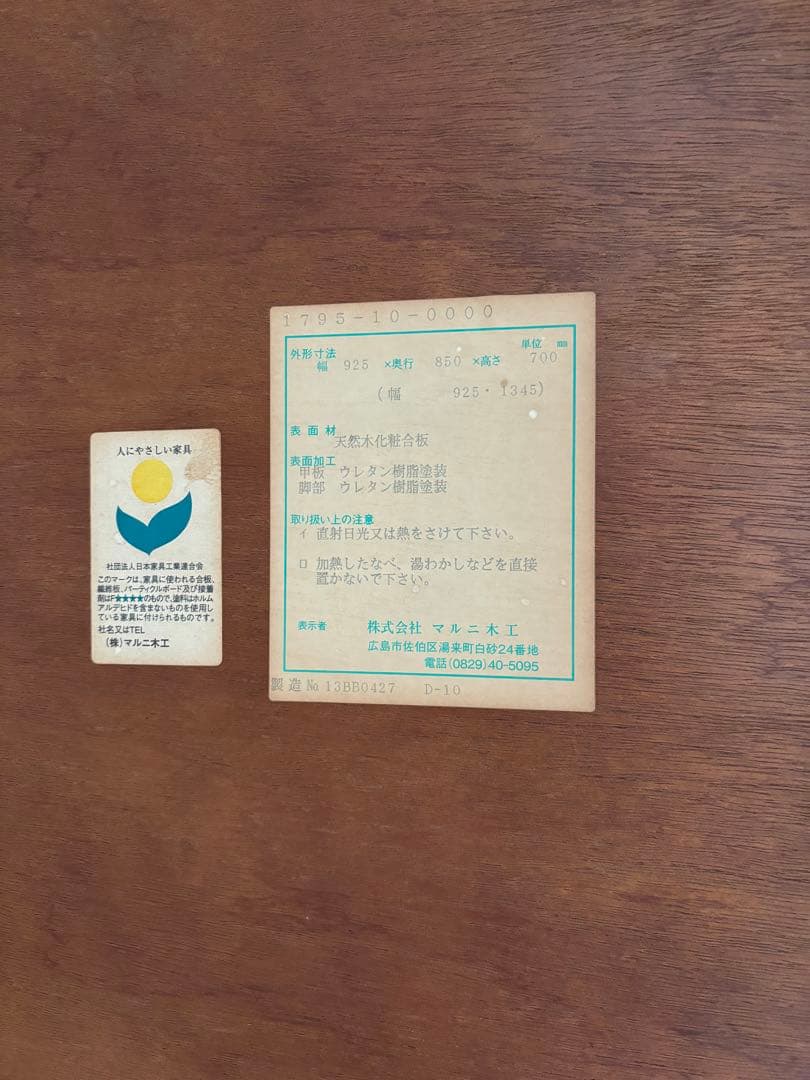 人にやさしい家具
社団法人日本家具工業連合会
このマークは、家具に使われる合板、
繊維板、パーティクルボード及び接着
剤はF★★★★のもので、塗料はホルム
アルデヒドを含まないものを使用し
ている家具に付けられるものです。
社名又はTEL
(株)マルニ木工
1795-10-0000
単位 ㎜
外形寸法
幅 925 ×奥行 850 ×高さ 700
(幅 925・1345)
表面材
天然木化粧合板
表面加工
甲板 ウレタン樹脂塗装
脚部 ウレタン樹脂塗装
取り扱い上の注意
イ 直射日光又は熱をさけて下さい。
ロ 加熱したなべ、湯わかしなどを直接
置かないで下さい。
表示者 株式会社 マルニ木工
広島市佐伯区湯来町白砂24番地
電話(0829)40-5095
製造№13BB0427 D-10